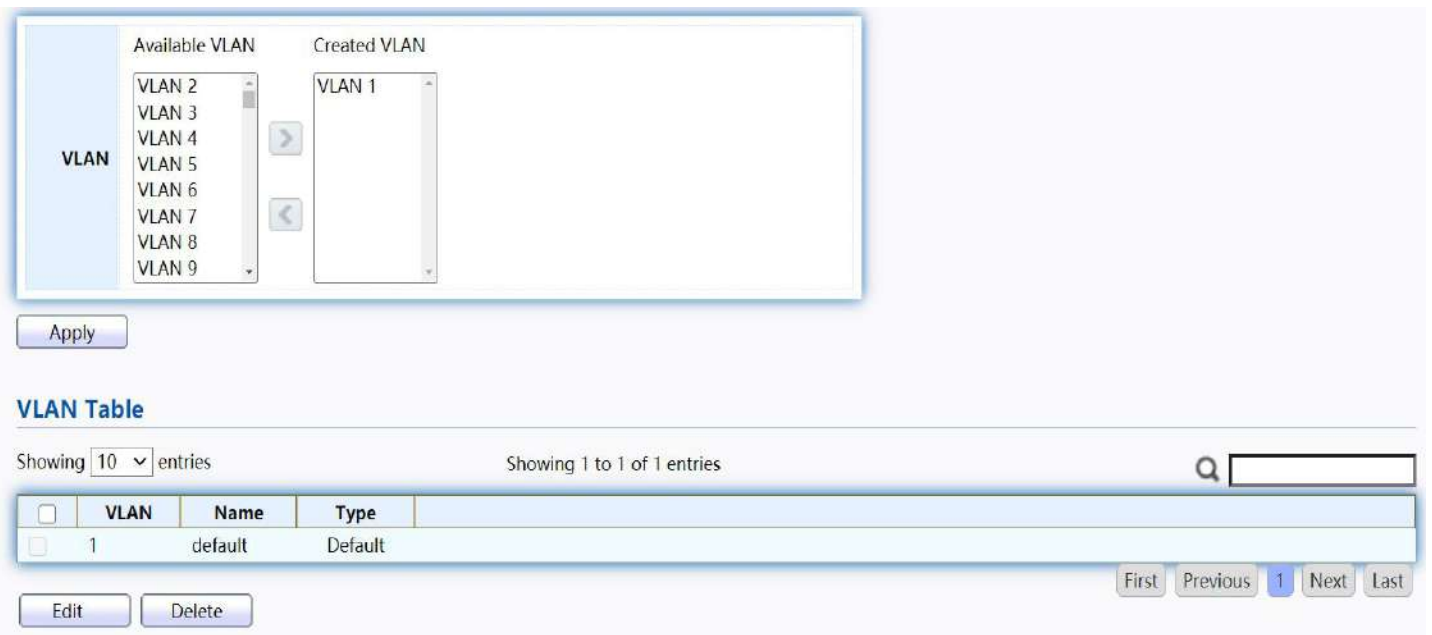 Available VLAN Created VLAN
VLAN
VLAN 2
VLAN 3
VLAN 4
VLAN 5
VLAN 6
VLAN 7
VLAN 8
VLAN 9
VLAN 1
Apply
VLAN Table
Showing 10 entries Showing 1 to 1 of 1 entries
VLAN Name Type
1 default Default
First Previous 1 Next Last
Edit Delete